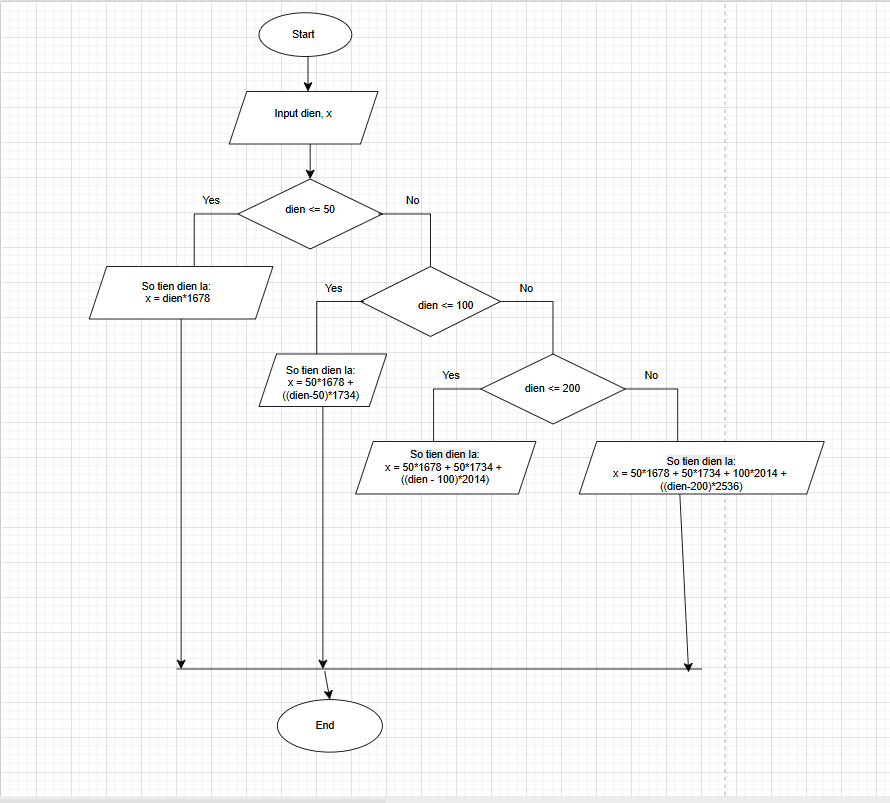 Start
Input dien, x
dien <= 50
Yes
No
So tien dien la:
x = dien*1678
dien <= 100
Yes
No
So tien dien la:
x = 50*1678 +
((dien-50)*1734)
dien <= 200
Yes
No
So tien dien la:
x = 50*1678 + 50*1734 +
((dien - 100)*2014)
So tien dien la:
x = 50*1678 + 50*1734 + 100*2014 +
((dien-200)*2536)
End